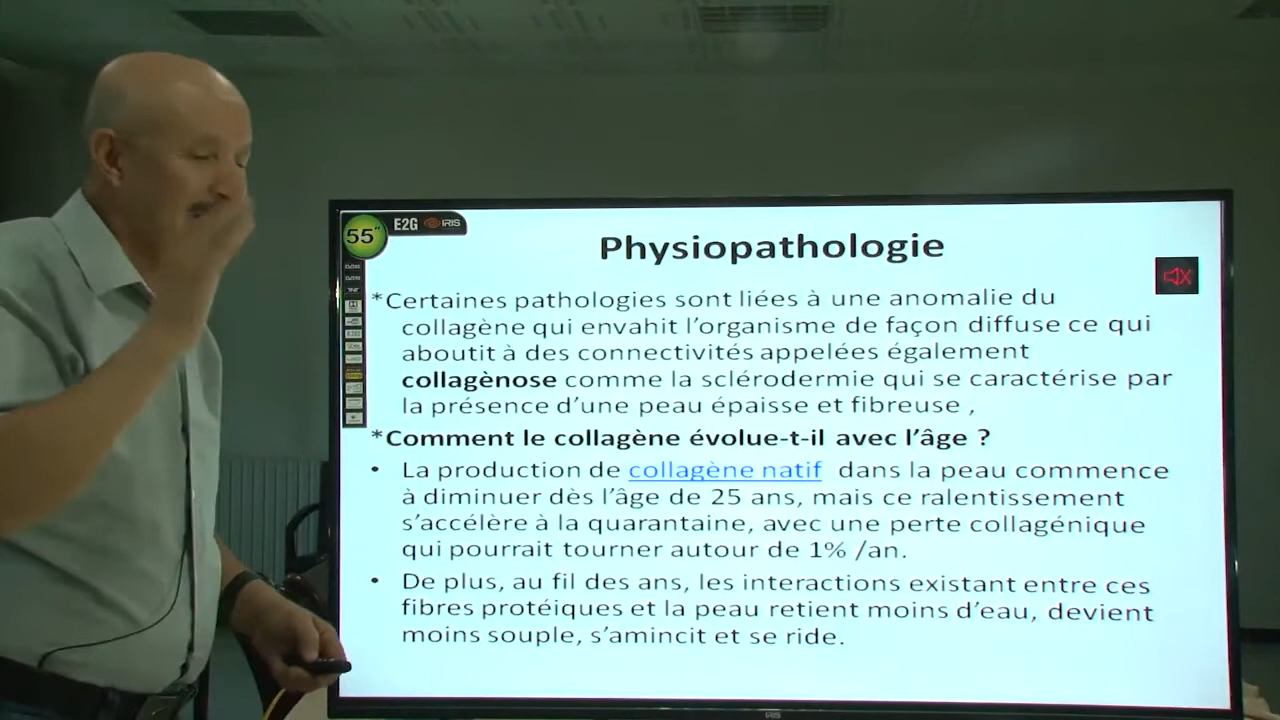 55"
E2G IRIS
Physiopathologie
*Certaines pathologies sont liées à une anomalie du
collagène qui envahit l'organisme de façon diffuse ce qui
aboutit à des connectivités appelées également
collagènose comme la sclérodermie qui se caractérise par
la présence d'une peau épaisse et fibreuse ,
*Comment le collagène évolue-t-il avec l'âge ?
• La production de collagène natif dans la peau commence
à diminuer dès l'âge de 25 ans, mais ce ralentissement
s'accélère à la quarantaine, avec une perte collagénique
qui pourrait tourner autour de 1% /an.
• De plus, au fil des ans, les interactions existant entre ces
fibres protéiques et la peau retient moins d'eau, devient
moins souple, s'amincit et se ride.
IRIS